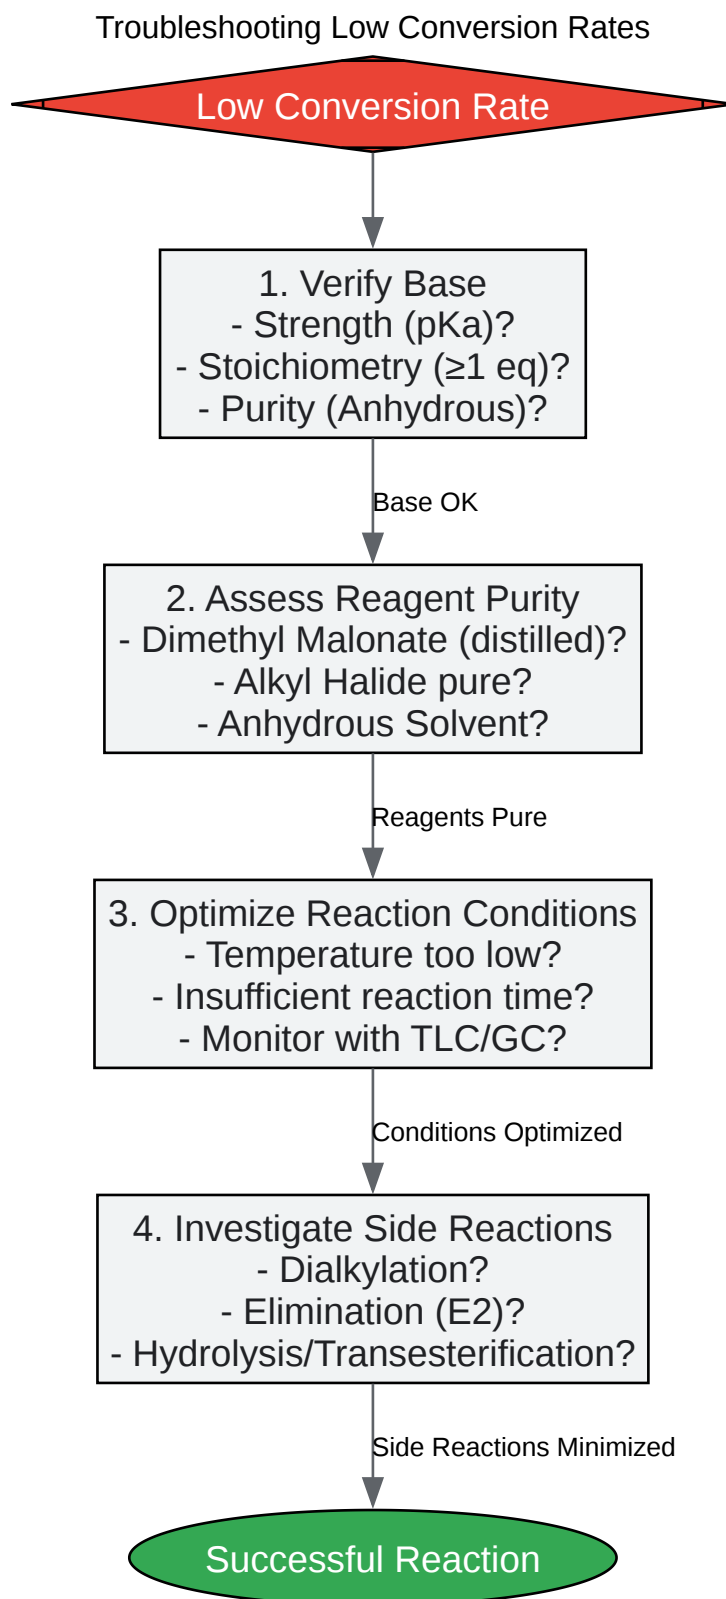 Troubleshooting Low Conversion Rates
Low Conversion Rate
1. Verify Base
- Strength (pKa)?
- Stoichiometry (≥1 eq)?
- Purity (Anhydrous)?
Base OK
2. Assess Reagent Purity
- Dimethyl Malonate (distilled)?
- Alkyl Halide pure?
- Anhydrous Solvent?
Reagents Pure
3. Optimize Reaction Conditions
- Temperature too low?
- Insufficient reaction time?
- Monitor with TLC/GC?
Conditions Optimized
4. Investigate Side Reactions
- Dialkylation?
- Elimination (E2)?
- Hydrolysis/Transesterification?
Side Reactions Minimized
Successful Reaction